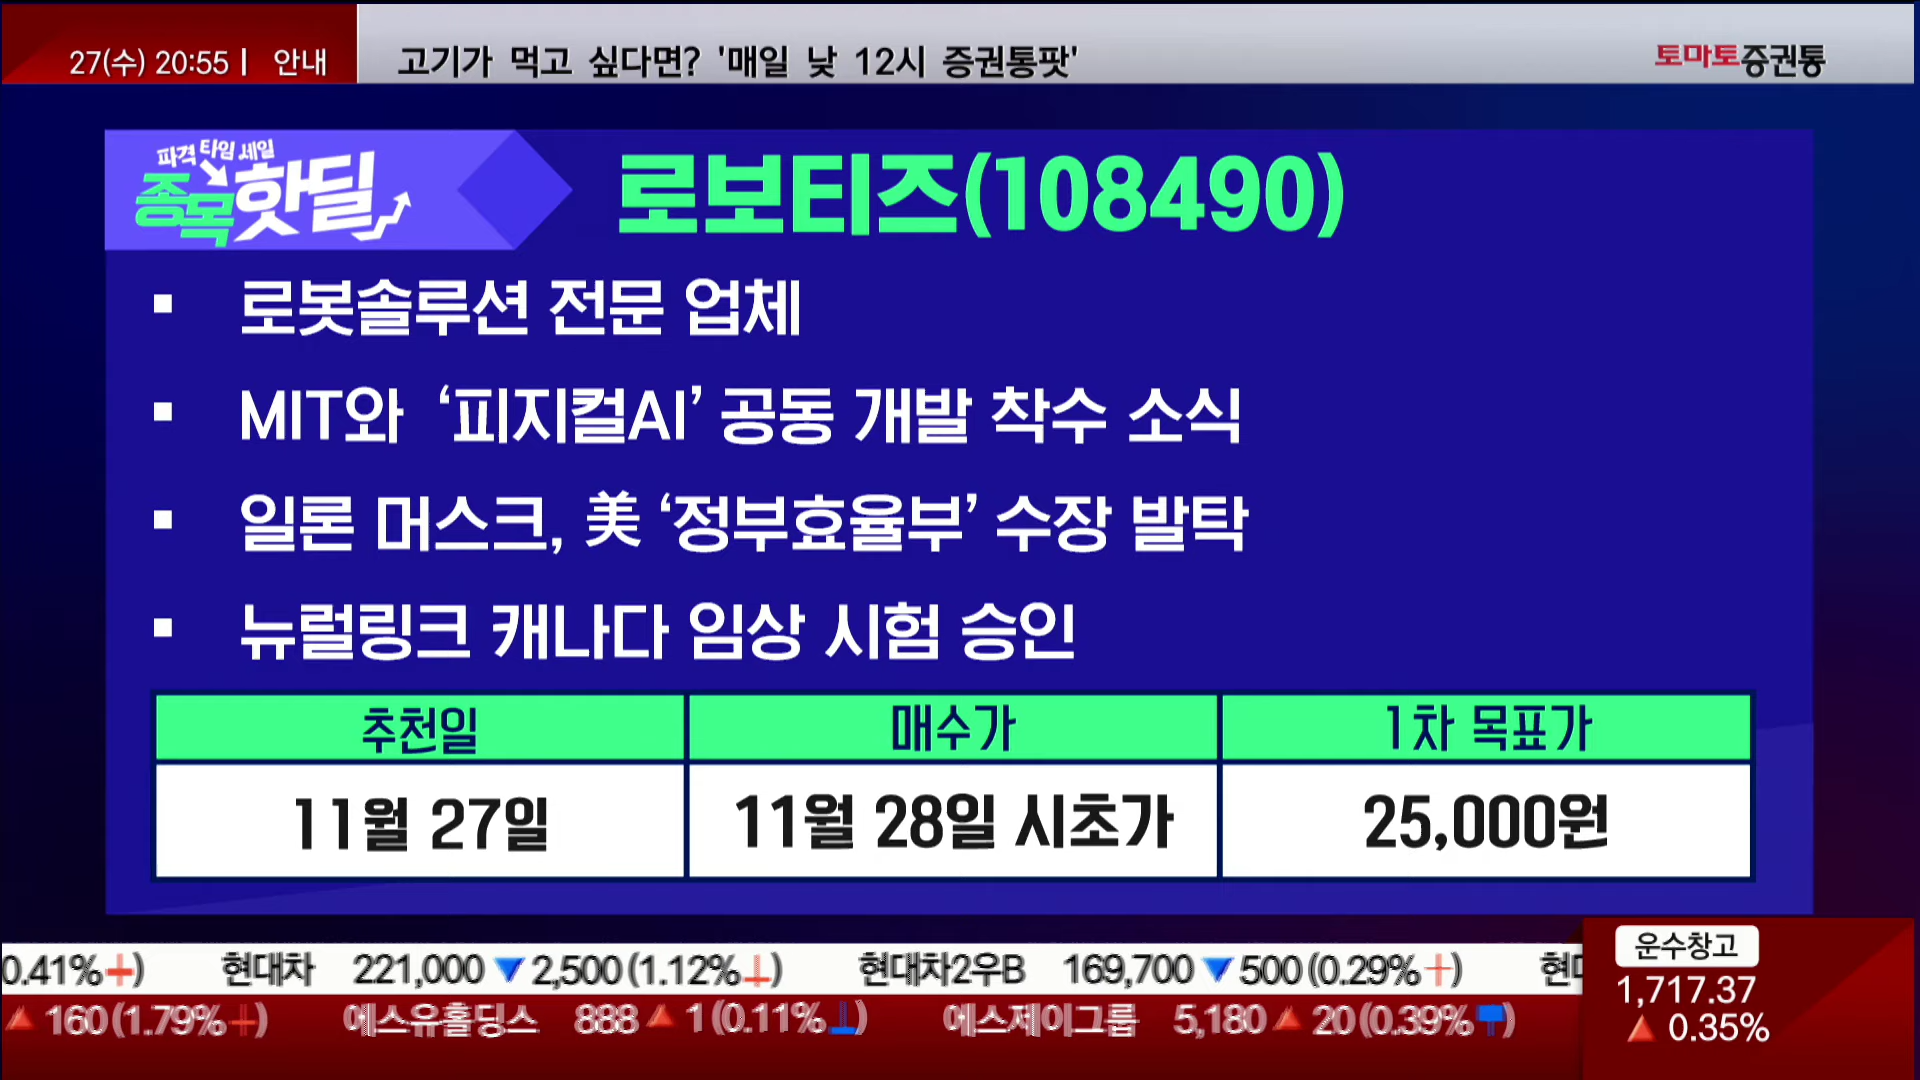 27(수) 20:55 | 안내
고기가 먹고 싶다면? '매일 낮 12시 증권통팟'
토마토증권통
파격 타임 세일
종목핫딜
로보티즈(108490)
▪ 로봇솔루션 전문 업체
▪ MIT와 ‘피지컬AI’ 공동 개발 착수 소식
▪ 일론 머스크, 美 ‘정부효율부’ 수장 발탁
▪ 뉴럴링크 캐나다 임상 시험 승인
추천일 매수가 1차 목표가
11월 27일 11월 28일 시초가 25,000원
0.41% ) 현대차 221,000 ▼ 2,500 (1.12% ) 현대차2우B 169,700 ▼ 500 (0.29% ) 현
▲ 160 (1.79% ) 에스유홀딩스 888 ▲ 1 (0.11% ) 에스제이그룹 5,180 ▲ 20 (0.39% )
운수창고
1,717.37
▲ 0.35%